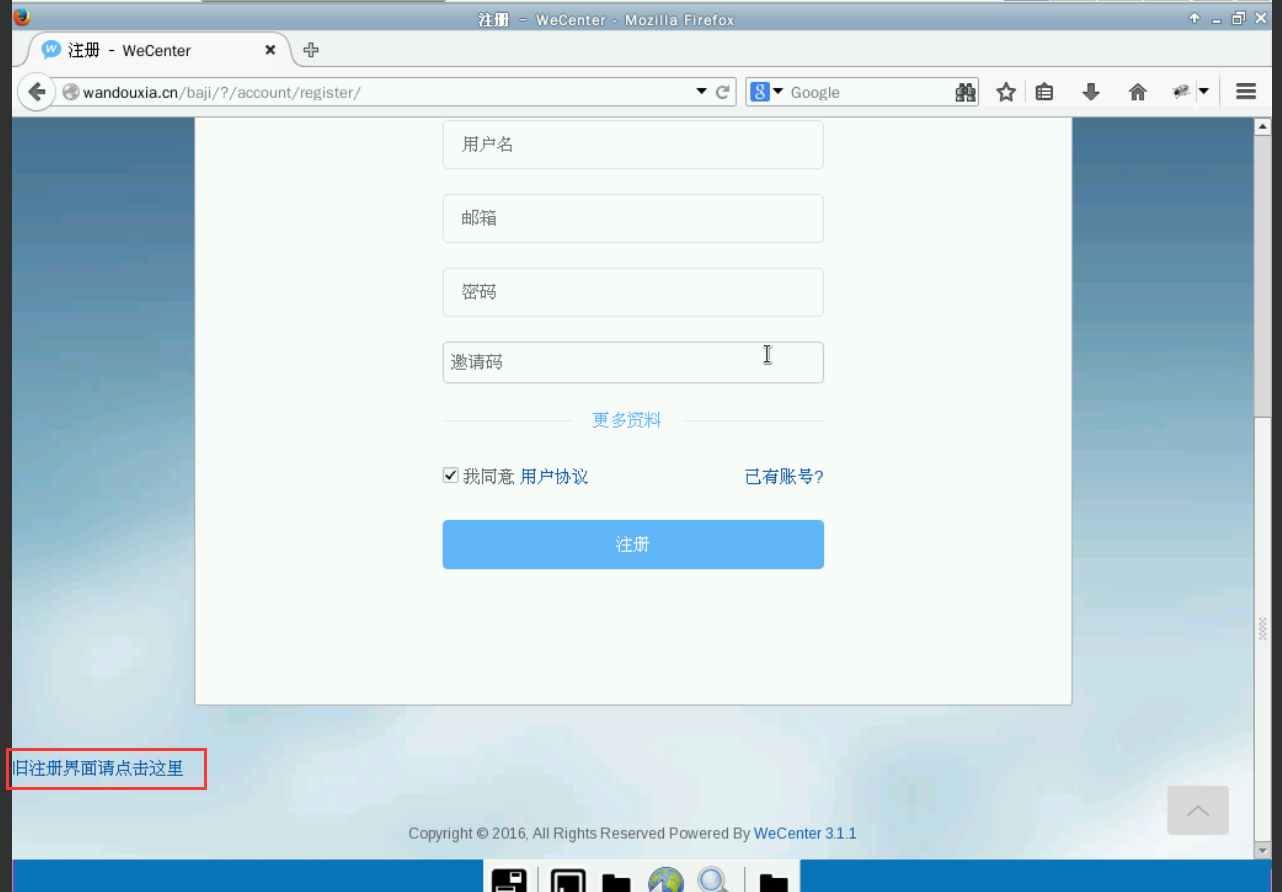 注册 - WeCenter - Mozilla Firefox
注册 - WeCenter
wandouxia.cn/baji/?/account/register/
Google
用户名
邮箱
密码
邀请码
更多资料
我同意 用户协议
已有账号?
注册
旧注册界面请点击这里
Copyright © 2016, All Rights Reserved Powered By WeCenter 3.1.1